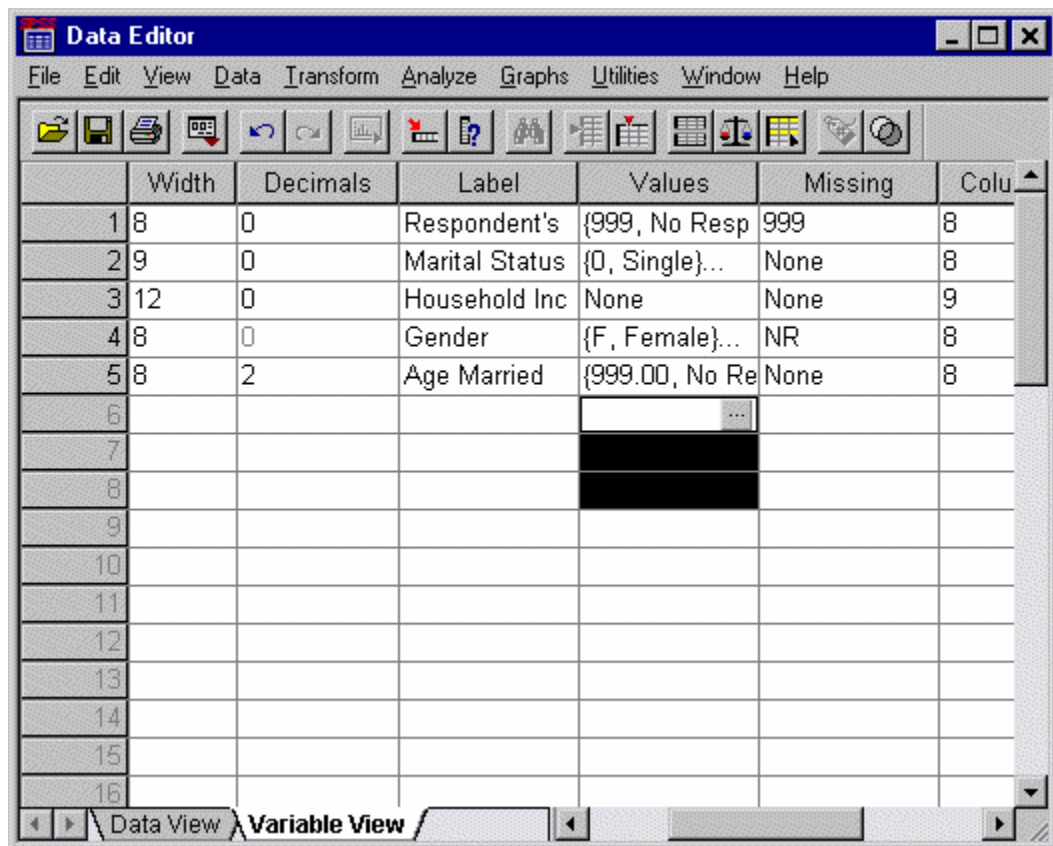 SPSS Data Editor
File Edit View Data Transform Analyze Graphs Utilities Window Help
Width Decimals Label Values Missing Colu
1 8 0 Respondent's {999, No Resp 999 8
2 9 0 Marital Status {0, Single}... None 8
3 12 0 Household Inc None None 9
4 8 0 Gender {F, Female}... NR 8
5 8 2 Age Married {999.00, No Re None 8
6 ...
7
8
9
10
11
12
13
14
15
16
Data View Variable View